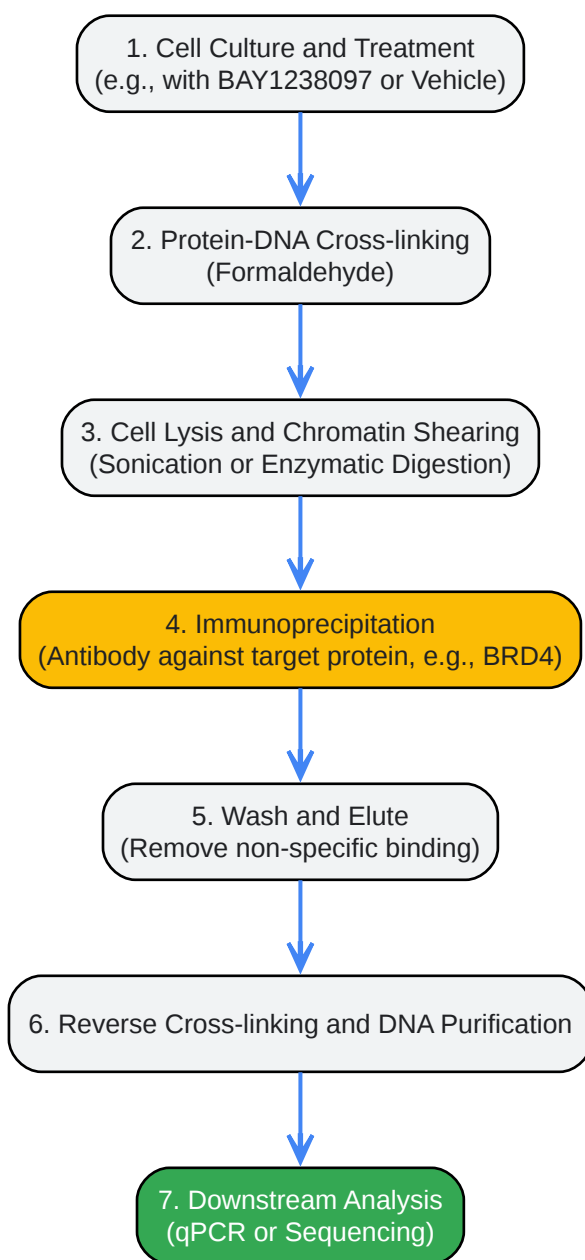 1. Cell Culture and Treatment
(e.g., with BAY1238097 or Vehicle)
2. Protein-DNA Cross-linking
(Formaldehyde)
3. Cell Lysis and Chromatin Shearing
(Sonication or Enzymatic Digestion)
4. Immunoprecipitation
(Antibody against target protein, e.g., BRD4)
5. Wash and Elute
(Remove non-specific binding)
6. Reverse Cross-linking and DNA Purification
7. Downstream Analysis
(qPCR or Sequencing)